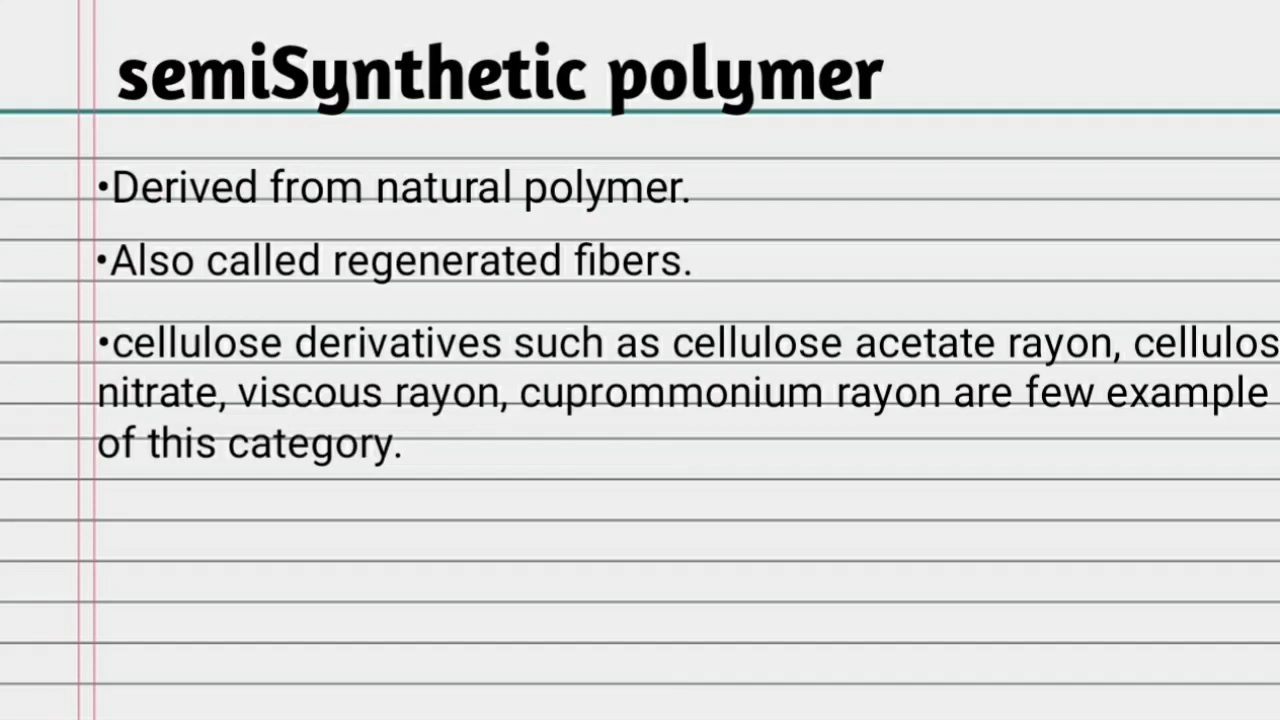 semiSynthetic polymer
•Derived from natural polymer.
•Also called regenerated fibers.
•cellulose derivatives such as cellulose acetate rayon, cellulos
nitrate, viscous rayon, cuprommonium rayon are few example
of this category.